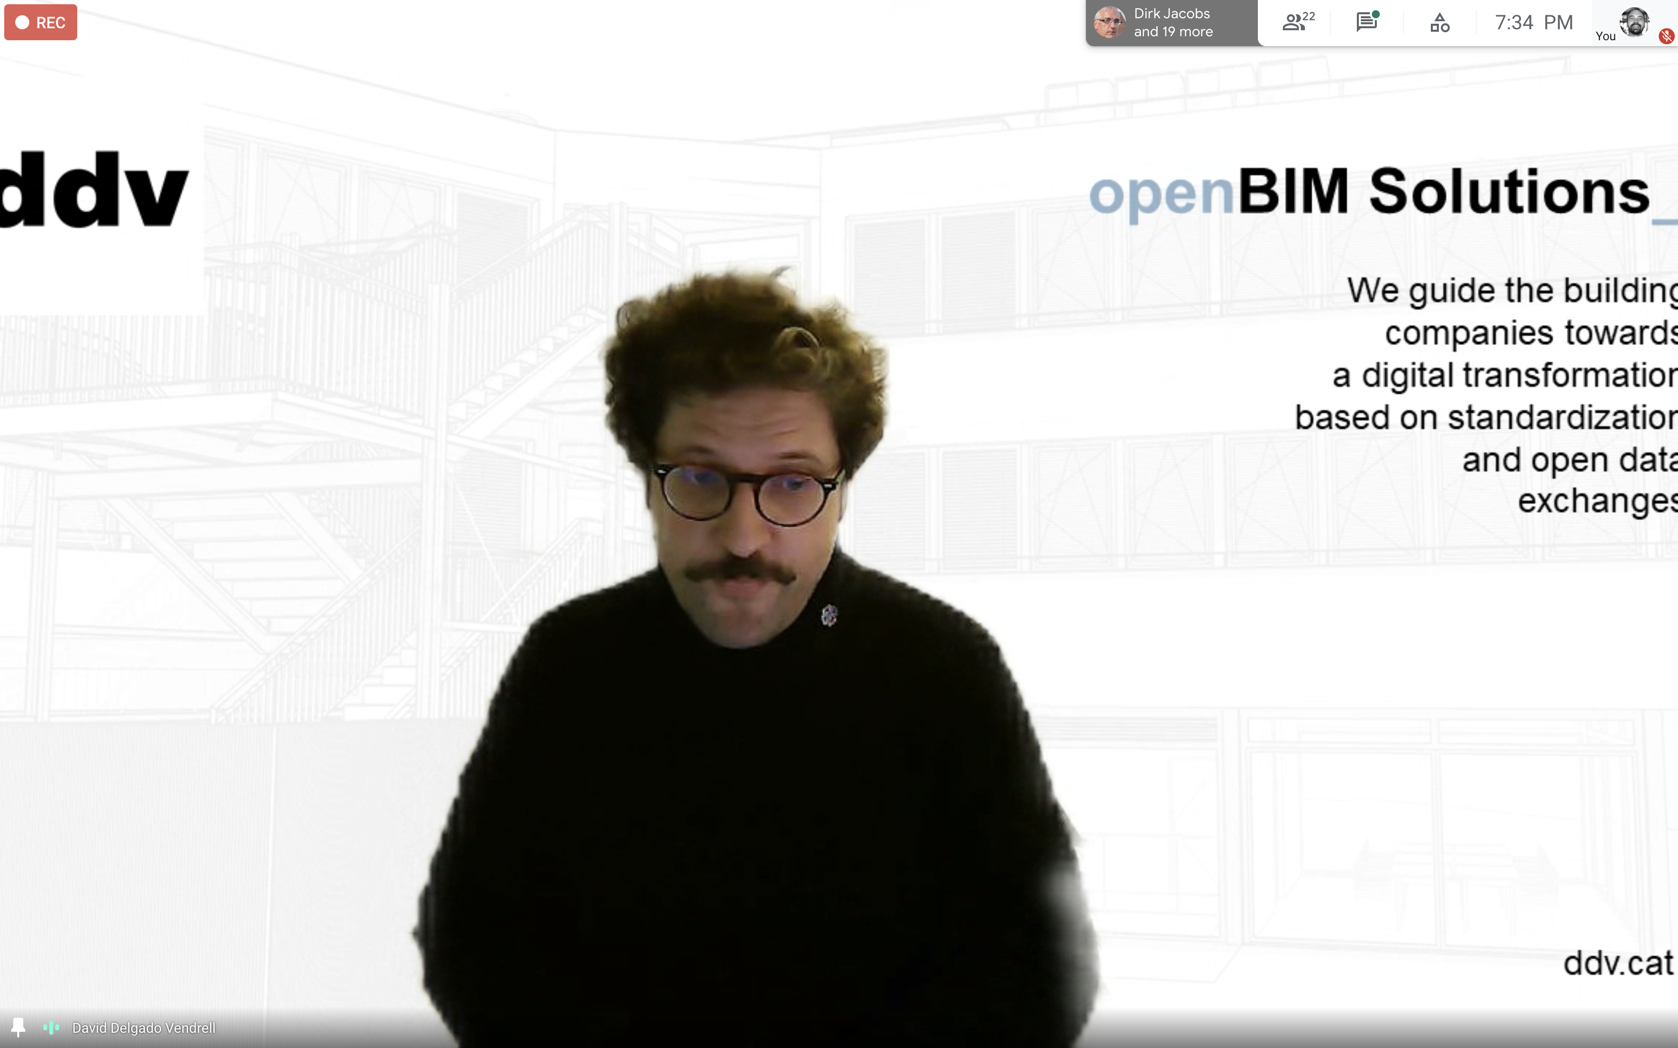 REC
Dirk Jacobs
and 19 more
22
7:34 PM
You
ddv
openBIM Solutions_
We guide the building
companies towards
a digital transformation
based on standardization
and open data
exchanges
ddv.cat
David Delgado Vendrell